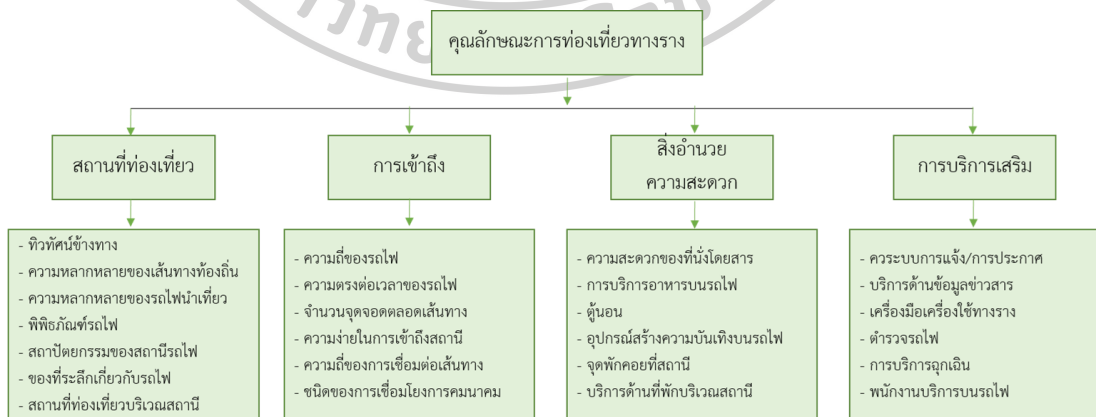 วิทย
คุณลักษณะการท่องเที่ยวทางราง
สถานที่ท่องเที่ยว
- ทิวทัศน์ข้างทาง
- ความหลากหลายของเส้นทางท้องถิ่น
- ความหลากหลายของรถไฟนำเที่ยว
- พิพิธภัณฑ์รถไฟ
- สถาปัตยกรรมของสถานีรถไฟ
- ของที่ระลึกเกี่ยวกับรถไฟ
- สถานที่ท่องเที่ยวบริเวณสถานี
การเข้าถึง
- ความถี่ของรถไฟ
- ความตรงต่อเวลาของรถไฟ
- จำนวนจุดจอดตลอดเส้นทาง
- ความง่ายในการเข้าถึงสถานี
- ความถี่ของการเชื่อมต่อเส้นทาง
- ชนิดของการเชื่อมโยงการคมนาคม
สิ่งอำนวย
ความสะดวก
- ความสะดวกของที่นั่งโดยสาร
- การบริการอาหารบนรถไฟ
- ตู้นอน
- อุปกรณ์สร้างความบันเทิงบนรถไฟ
- จุดพักคอยที่สถานี
- บริการด้านที่พักบริเวณสถานี
การบริการเสริม
- ควระบบการแจ้ง/การประกาศ
- บริการด้านข้อมูลข่าวสาร
- เครื่องมือเครื่องใช้ทางราง
- ตำรวจรถไฟ
- การบริการฉุกเฉิน
- พนักงานบริการบนรถไฟ